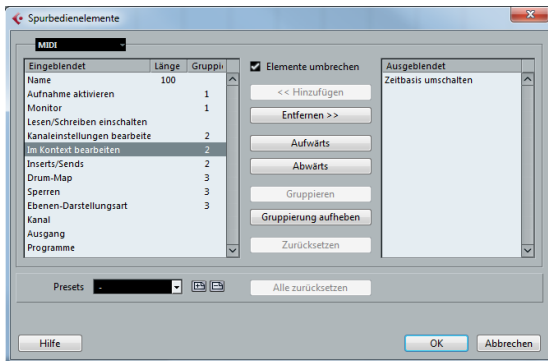 Spurbedienelemente
MIDI
Eingeblendet Länge Gruppi
Name 100
Aufnahme aktivieren 1
Monitor 1
Lesen/Schreiben einschalten
Kanaleinstellungen bearbeite 2
Im Kontext bearbeiten 2
Inserts/Sends 2
Drum-Map 3
Sperren 3
Ebenen-Darstellungsart 3
Kanal
Ausgang
Programme
Elemente umbrechen
<< Hinzufügen
Entfernen >>
Aufwärts
Abwärts
Gruppieren
Gruppierung aufheben
Zurücksetzen
Ausgeblendet
Zeitbasis umschalten
Presets -
Alle zurücksetzen
Hilfe
OK
Abbrechen